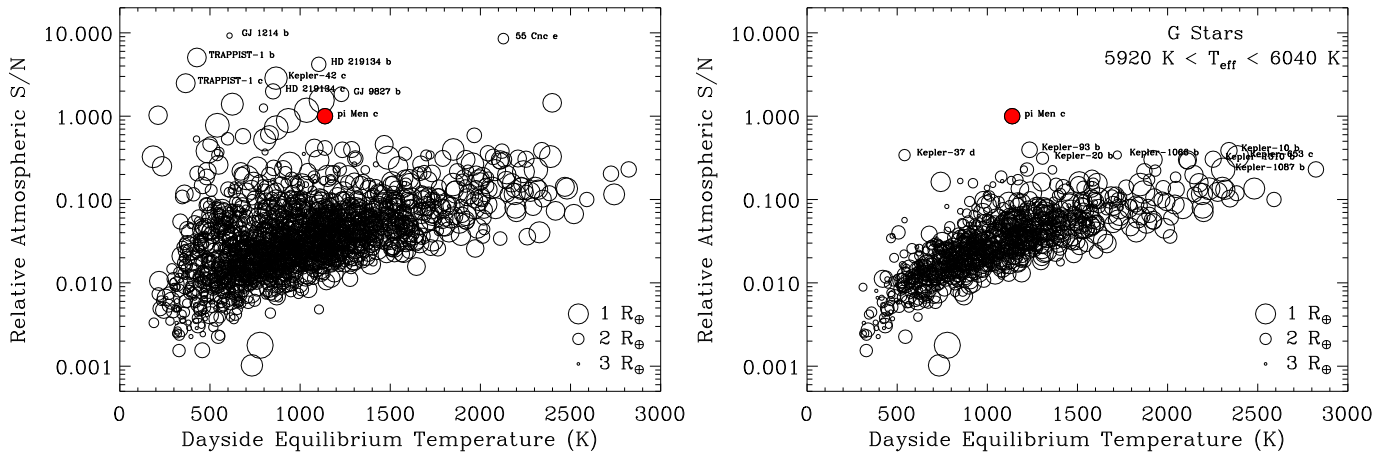 10.000
1.000
0.100
0.010
0.001
Relative Atmospheric S/N
GJ 1214 b
55 Cnc e
TRAPPIST-1 b
HD 219134 b
Kepler-42 c
TRAPPIST-1 c
HD 219134 c
GJ 9827 b
pi Men c
1 R⊕
2 R⊕
3 R⊕
0 500 1000 1500 2000 2500 3000
Dayside Equilibrium Temperature (K)
10.000
1.000
0.100
0.010
0.001
Relative Atmospheric S/N
G Stars
5920 K < Teff < 6040 K
pi Men c
Kepler-37 d
Kepler-93 b
Kepler-20 b
Kepler-10 b
Kepler-1087 b
1 R⊕
2 R⊕
3 R⊕
0 500 1000 1500 2000 2500 3000
Dayside Equilibrium Temperature (K)